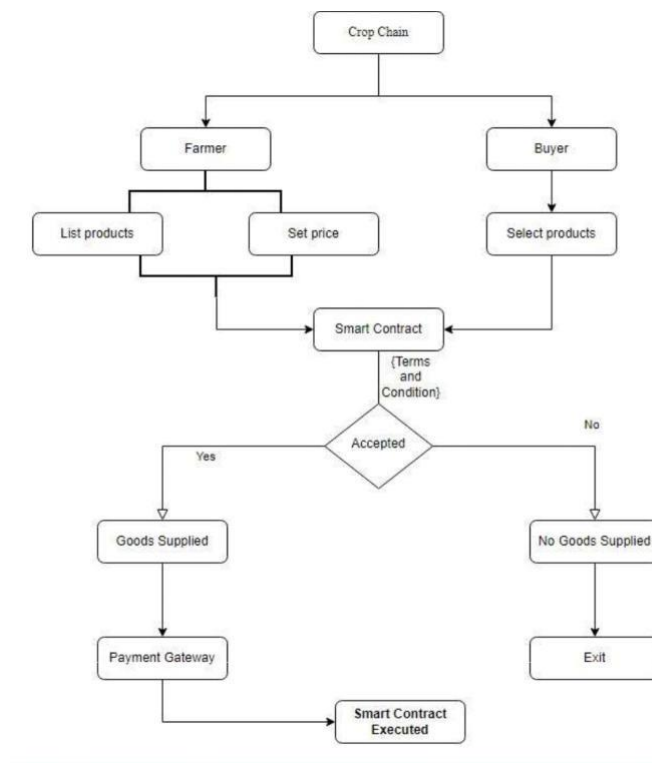 Crop Chain
Farmer
Buyer
List products
Set price
Select products
Smart Contract
{Terms
and
Condition}
Accepted
No
Yes
Goods Supplied
No Goods Supplied
Payment Gateway
Exit
Smart Contract
Executed